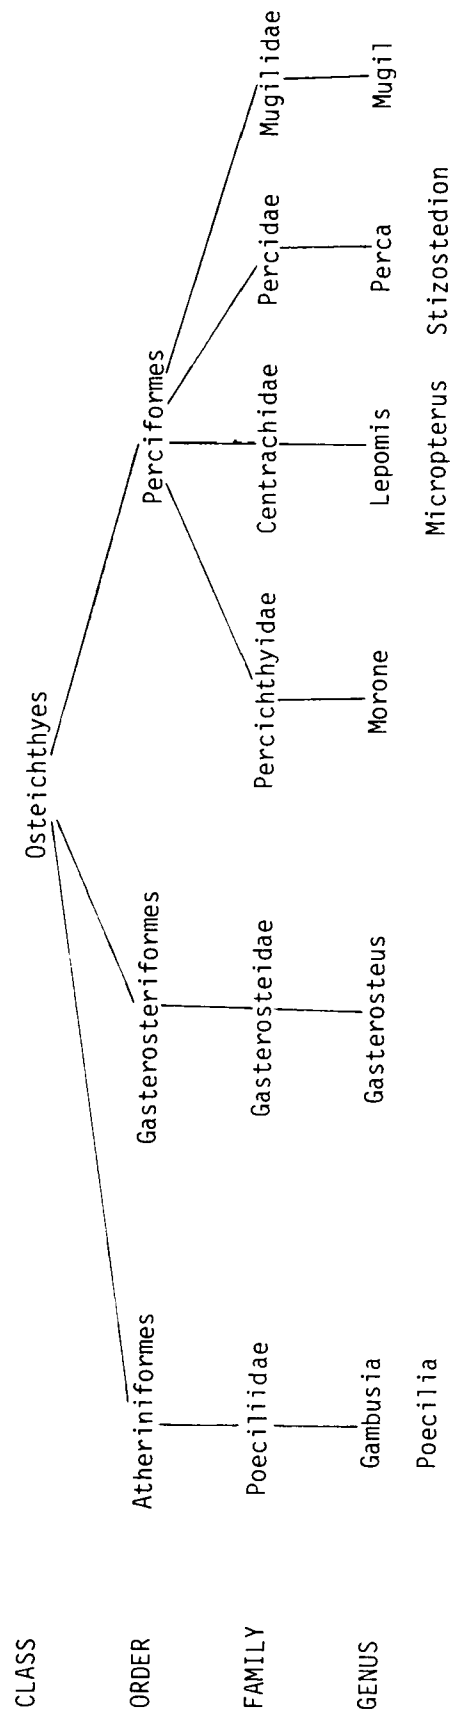 CLASS Osteichthyes
ORDER Atheriniformes Gasterosteriformes Perciformes
FAMILY Poeciliidae Gasterosteidae Percichthyidae Centrachidae Percidae Mugilidae
GENUS Gambusia Gasterosteus Morone Lepomis Perca Mugil
Poecilia Micropterus Stizostedion